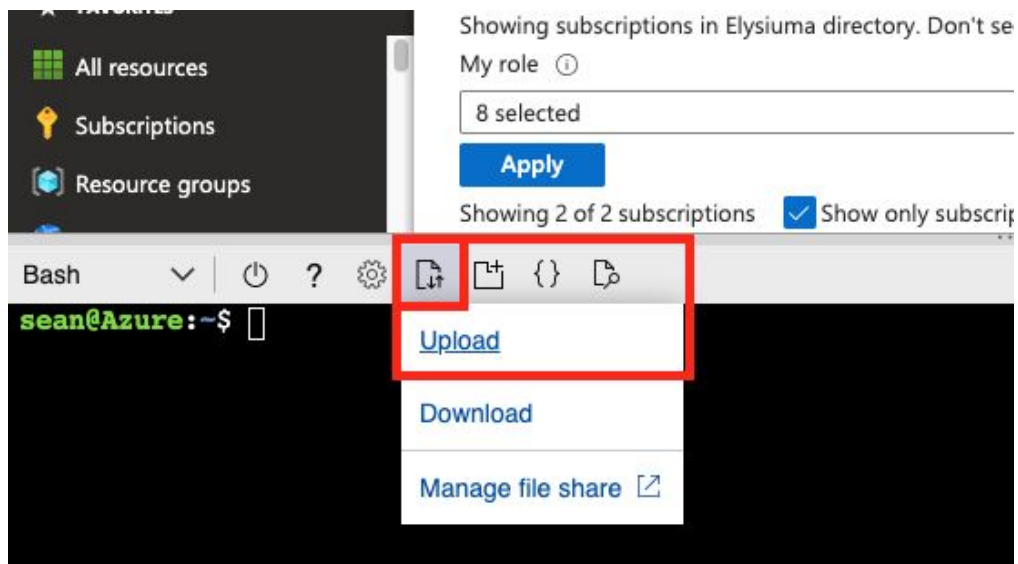 FAVORITES
All resources
Subscriptions
Resource groups
Showing subscriptions in Elysiuma directory. Don't se
My role
8 selected
Apply
Showing 2 of 2 subscriptions
Show only subscrip
Bash
?
{}
sean@Azure:~$
Upload
Download
Manage file share